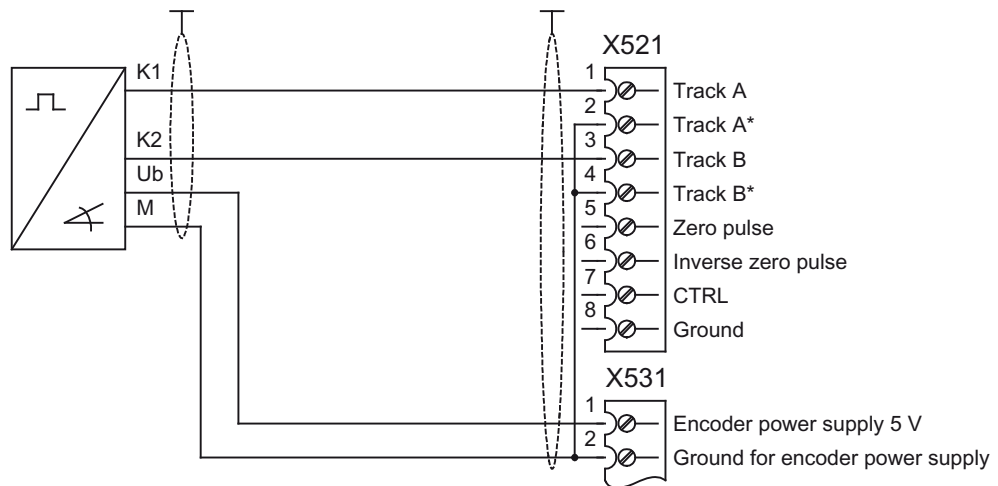 X521
K1
1
Track A
2
Track A*
K2
3
Track B
Ub
4
Track B*
M
5
Zero pulse
6
Inverse zero pulse
7
CTRL
8
Ground
X531
1
Encoder power supply 5 V
2
Ground for encoder power supply